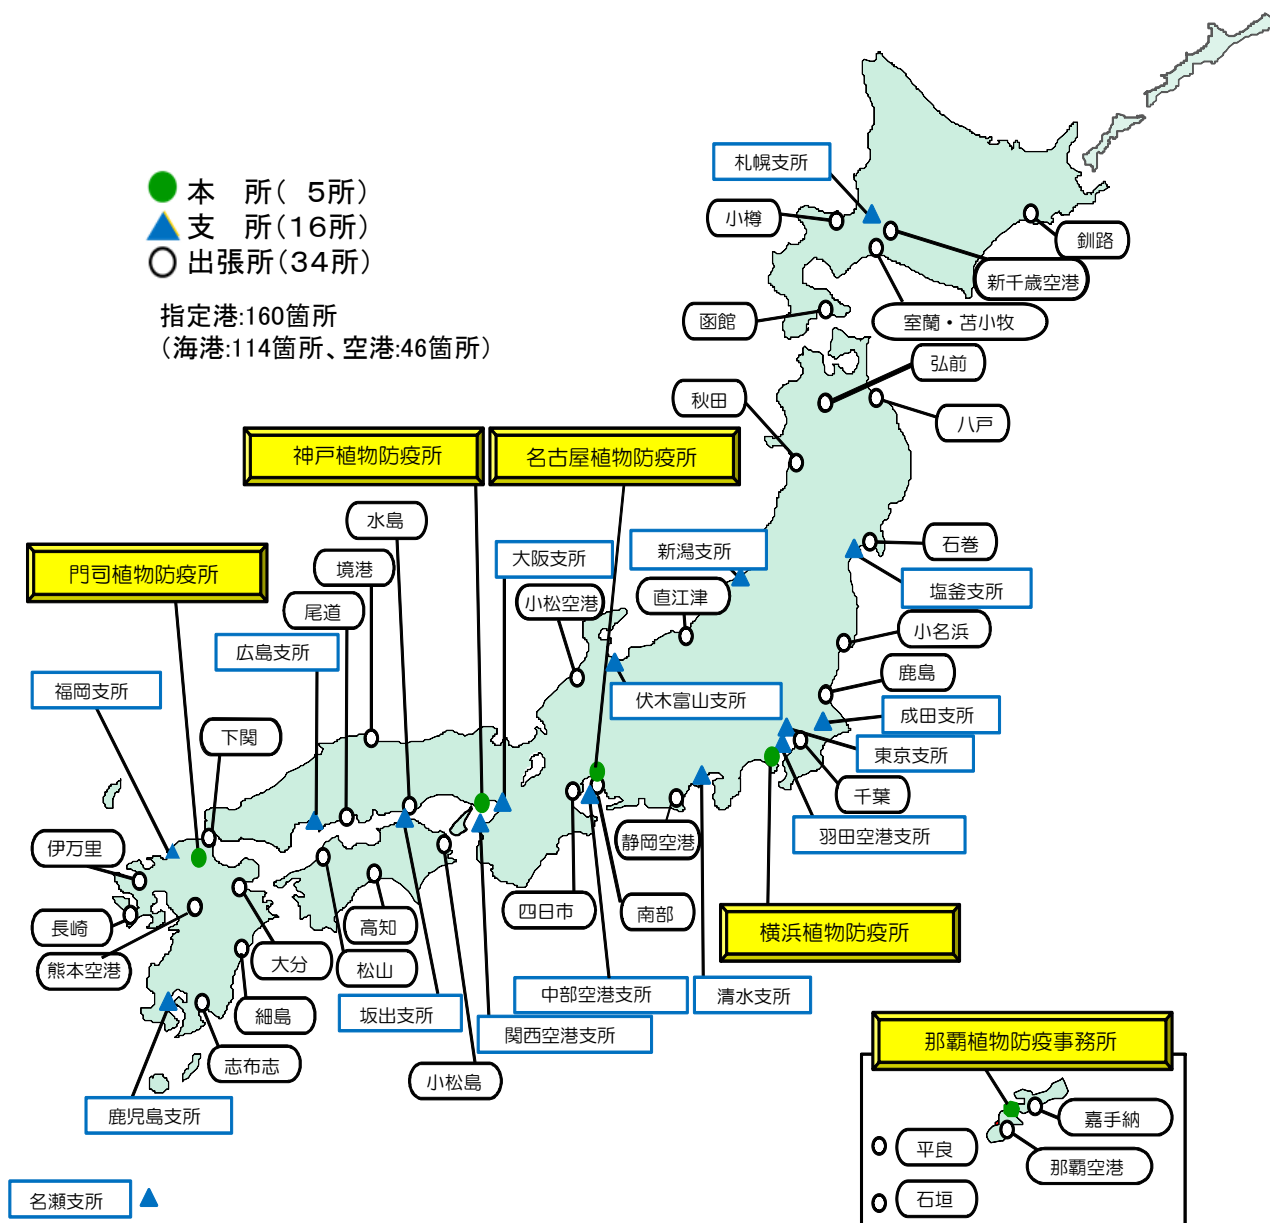 本　所(　5所)
支　所(16所)
出張所(34所)
指定港:160箇所
(海港:114箇所、空港:46箇所)
札幌支所
小樽
釧路
新千歳空港
函館
室蘭・苫小牧
弘前
秋田
八戸
神戸植物防疫所
名古屋植物防疫所
水島
門司植物防疫所
境港
大阪支所
新潟支所
石巻
塩釜支所
尾道
小松空港
直江津
小名浜
広島支所
鹿島
福岡支所
伏木富山支所
成田支所
下関
東京支所
千葉
静岡空港
羽田空港支所
伊万里
四日市
南部
長崎
高知
横浜植物防疫所
熊本空港
大分
松山
中部空港支所
清水支所
細島
坂出支所
関西空港支所
志布志
小松島
那覇植物防疫事務所
鹿児島支所
嘉手納
平良
那覇空港
名瀬支所
石垣